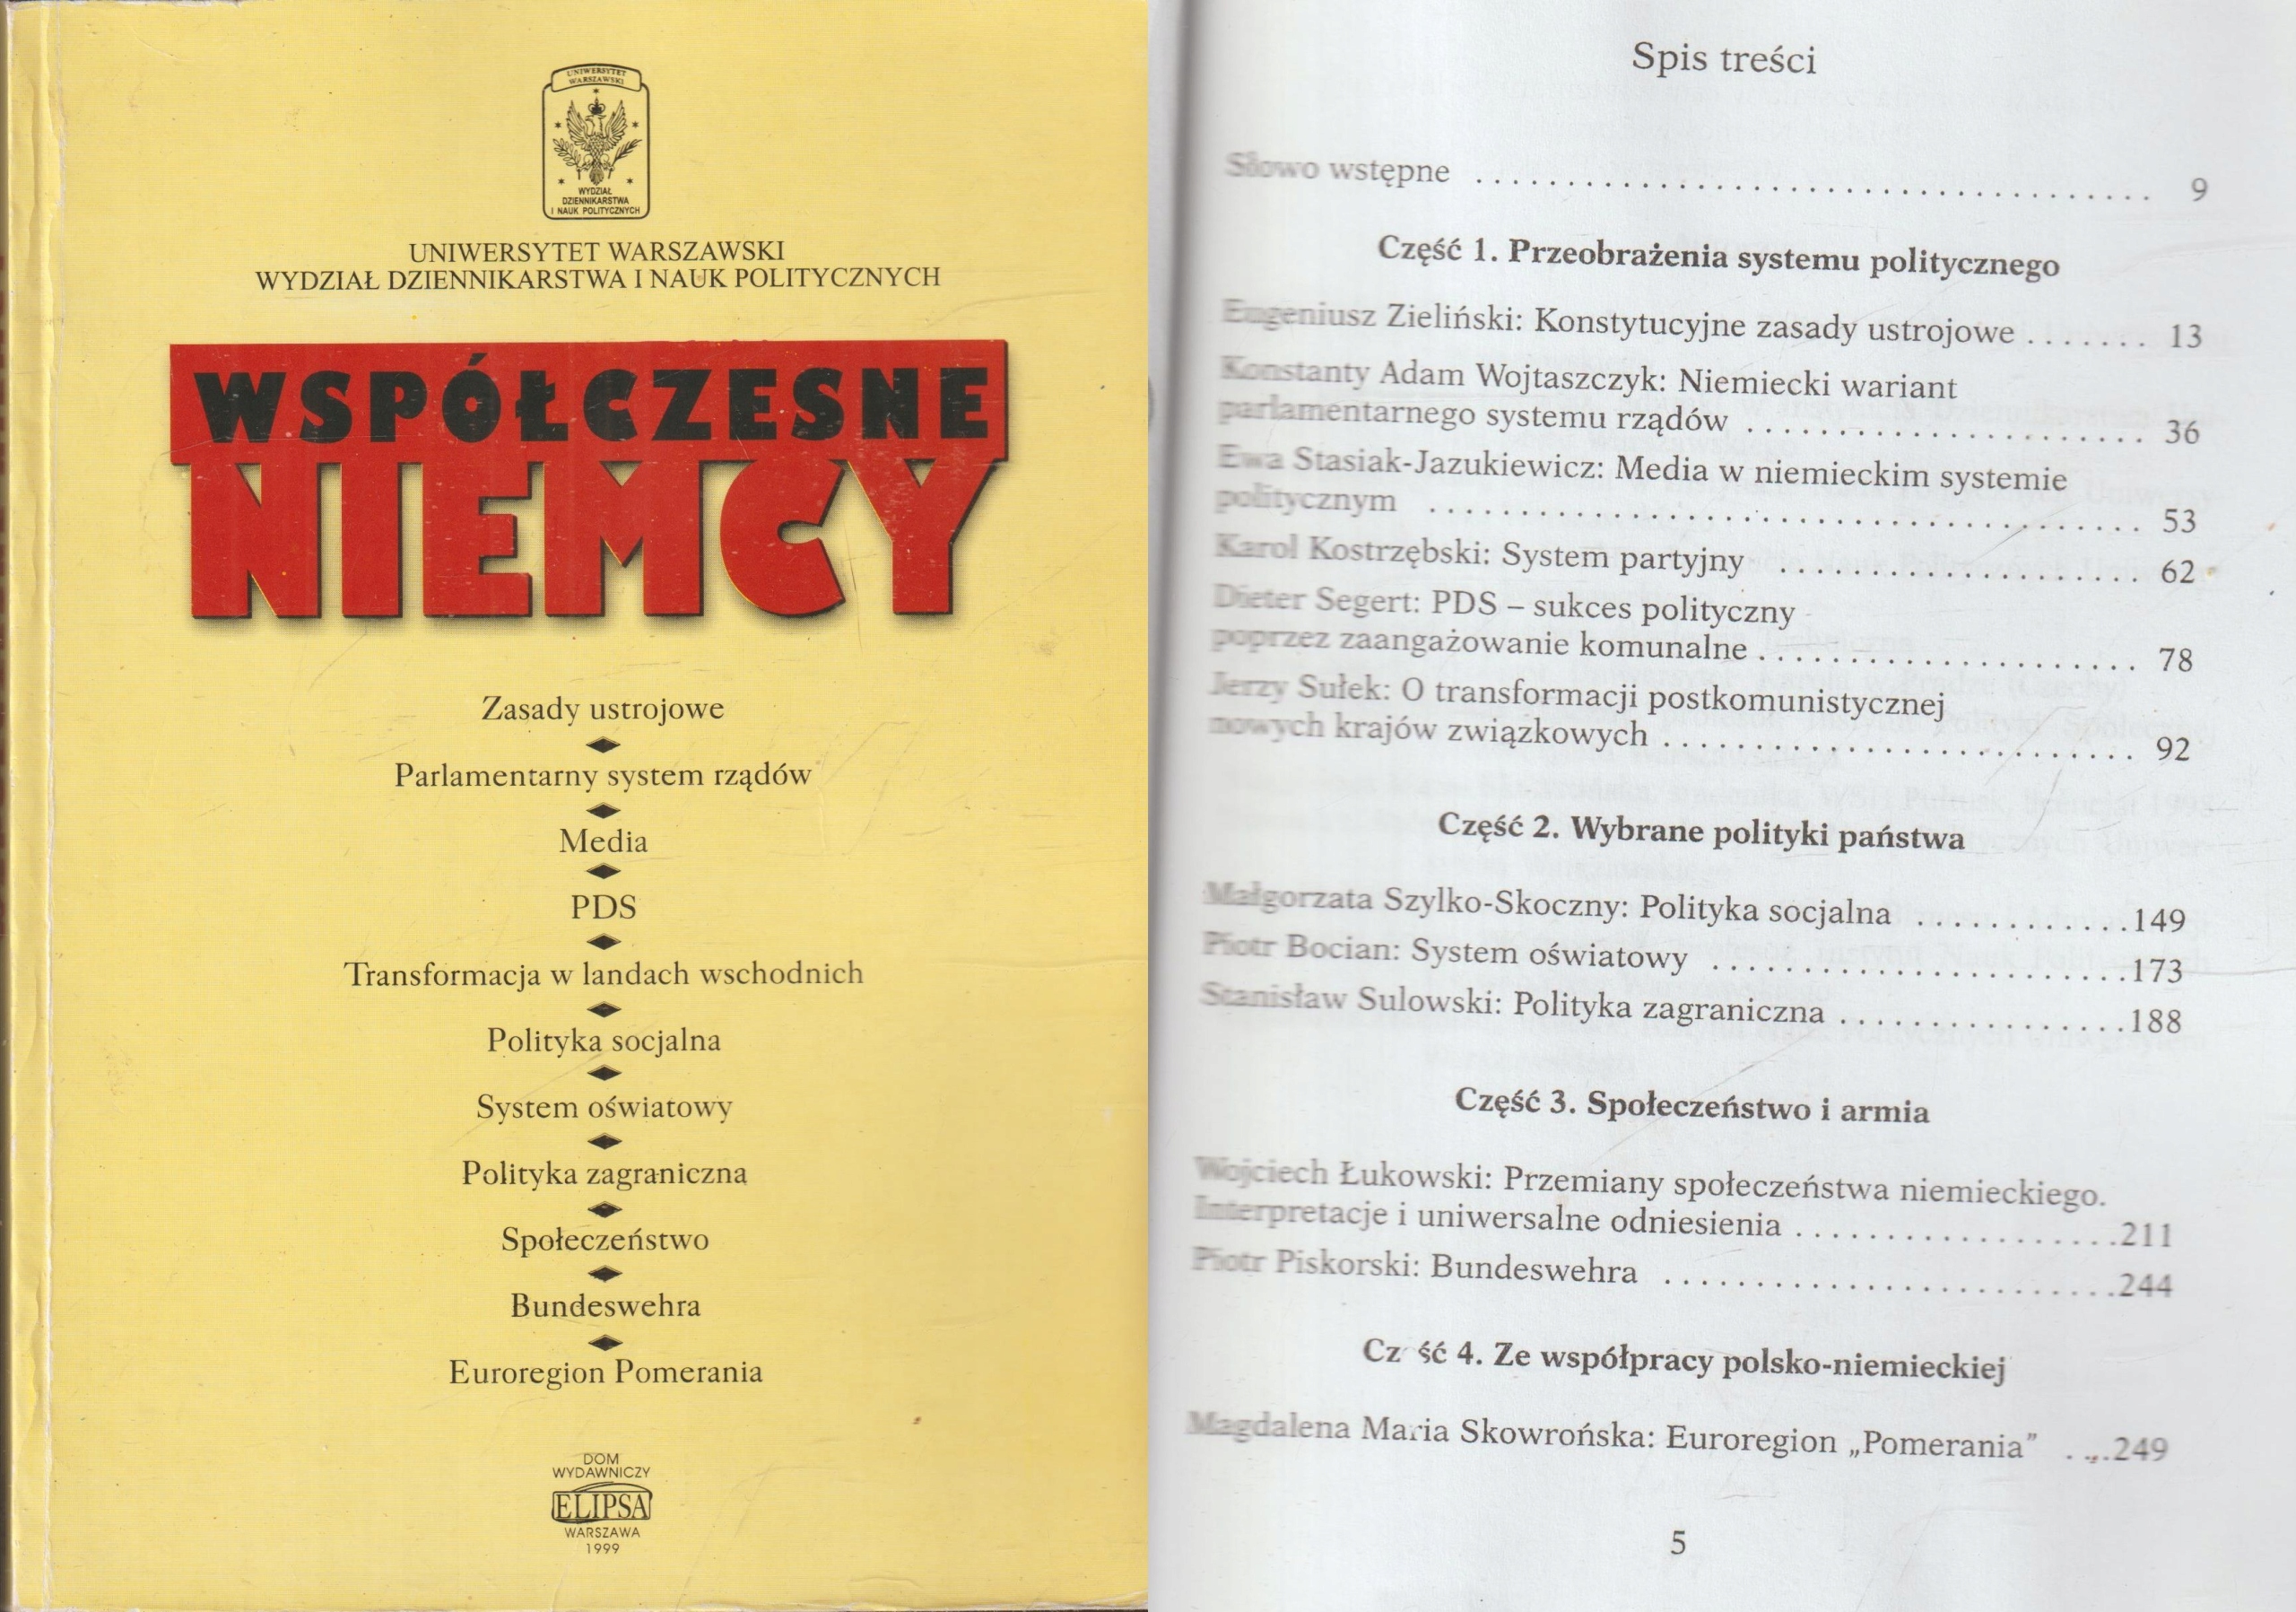 UNIWERSYTET
WARSZAWSKI
WYDZIAŁ
DZIENNIKARSTWA
I NAUK POLITYCZNYCH
UNIWERSYTET WARSZAWSKI
WYDZIAŁ DZIENNIKARSTWA I NAUK POLITYCZNYCH
WSPÓŁCZESNE
NIEMCY
Zasady ustrojowe
Parlamentarny system rządów
Media
PDS
Transformacja w landach wschodnich
Polityka socjalna
System oświatowy
Polityka zagraniczna
Społeczeństwo
Bundeswehra
Euroregion Pomerania
DOM
WYDAWNICZY
ELIPSA
WARSZAWA
1999
Spis treści
Słowo wstępne . . . . . . . . . . . . . . . . . . . . 9
Część 1. Przeobrażenia systemu politycznego
Eugeniusz Zieliński: Konstytucyjne zasady ustrojowe . . . . . . . 13
Konstanty Adam Wojtaszczyk: Niemiecki wariant
parlamentarnego systemu rządów . . . . . . . . . . . . . . . . 36
Ewa Stasiak-Jazukiewicz: Media w niemieckim systemie
politycznym . . . . . . . . . . . . . . . . . . . . 53
Karol Kostrzębski: System partyjny . . . . . . . . . . . . . . . 62
Dieter Segert: PDS – sukces polityczny
poprzez zaangażowanie komunalne . . . . . . . . . . . . . . . 78
Jerzy Sułek: O transformacji postkomunistycznej
nowych krajów związkowych . . . . . . . . . . . . . . . . . . 92
Część 2. Wybrane polityki państwa
Małgorzata Szylko-Skoczny: Polityka socjalna . . . . . . . . . . . .149
Piotr Bocian: System oświatowy . . . . . . . . . . . . . . . . .173
Stanisław Sulowski: Polityka zagraniczna . . . . . . . . . . . . . . . .188
Część 3. Społeczeństwo i armia
Wojciech Łukowski: Przemiany społeczeństwa niemieckiego.
Interpretacje i uniwersalne odniesienia . . . . . . . . . . . . . . . . . .211
Piotr Piskorski: Bundeswehra . . . . . . . . . . . . . . . . . . . .244
Cz ść 4. Ze współpracy polsko-niemieckiej
Magdalena Maria Skowrońska: Euroregion „Pomerania” . . . .249
5